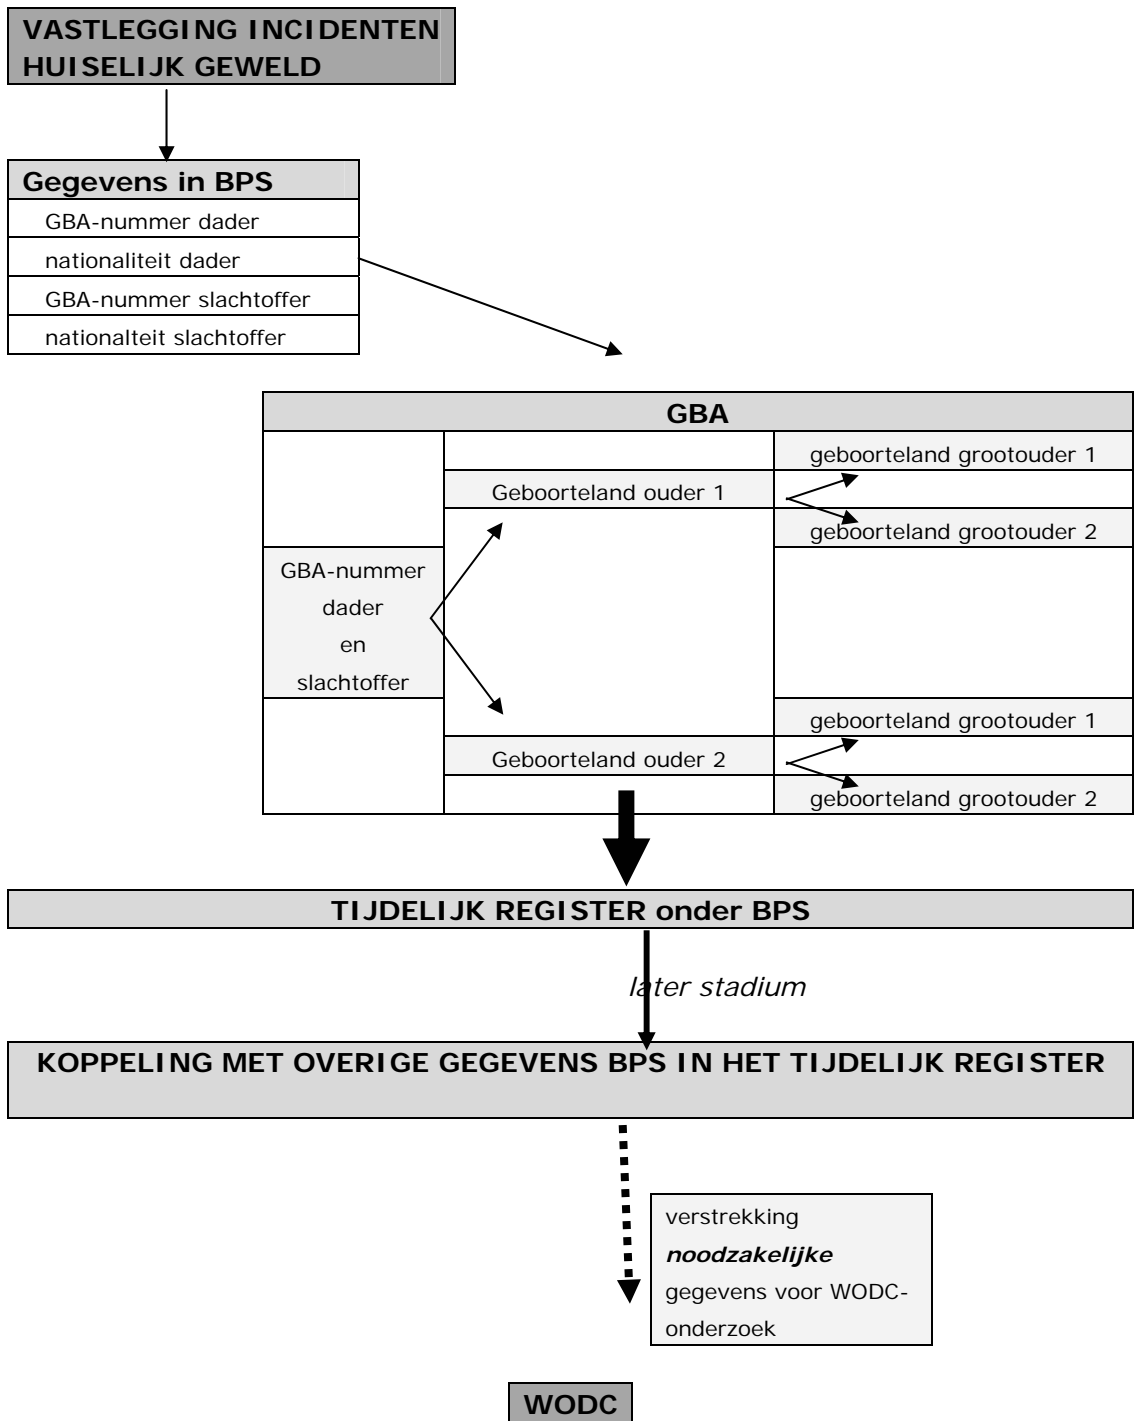 VASTLEGGING INCIDENTEN
HUISELIJK GEWELD
Gegevens in BPS
GBA-nummer dader
nationaliteit dader
GBA-nummer slachtoffer
nationalteit slachtoffer
GBA
geboorteland grootouder 1
Geboorteland ouder 1
geboorteland grootouder 2
GBA-nummer
dader
en
slachtoffer
geboorteland grootouder 1
Geboorteland ouder 2
geboorteland grootouder 2
TIJDELIJK REGISTER onder BPS
later stadium
KOPPELING MET OVERIGE GEGEVENS BPS IN HET TIJDELIJK REGISTER
verstrekking
noodzakelijke
gegevens voor WODC-
onderzoek
WODC